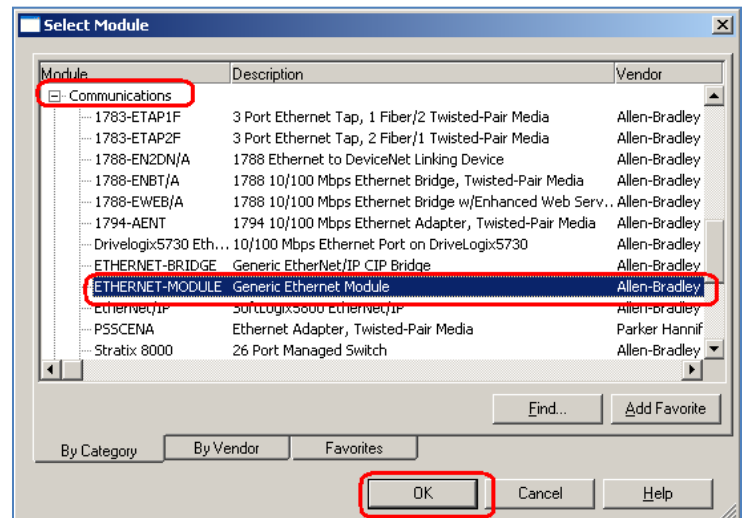 Select Module
Module Description Vendor
Communications
1783-ETAP1F 3 Port Ethernet Tap, 1 Fiber/2 Twisted-Pair Media Allen-Bradley
1783-ETAP2F 3 Port Ethernet Tap, 2 Fiber/1 Twisted-Pair Media Allen-Bradley
1788-EN2DN/A 1788 Ethernet to DeviceNet Linking Device Allen-Bradley
1788-ENBT/A 1788 10/100 Mbps Ethernet Bridge, Twisted-Pair Media Allen-Bradley
1788-EWEB/A 1788 10/100 Mbps Ethernet Bridge w/Enhanced Web Serv... Allen-Bradley
1794-AENT 1794 10/100 Mbps Ethernet Adapter, Twisted-Pair Media Allen-Bradley
Drivelogix5730 Eth... 10/100 Mbps Ethernet Port on DriveLogix5730 Allen-Bradley
ETHERNET-BRIDGE Generic EtherNet/IP CIP Bridge Allen-Bradley
ETHERNET-MODULE Generic Ethernet Module Allen-Bradley
EtherNet/IP SoftLogix5800 EtherNet/IP Allen-Bradley
PSSCENA Ethernet Adapter, Twisted-Pair Media Parker Hannif
Stratix 8000 26 Port Managed Switch Allen-Bradley
Find... Add Favorite
By Category By Vendor Favorites
OK Cancel Help